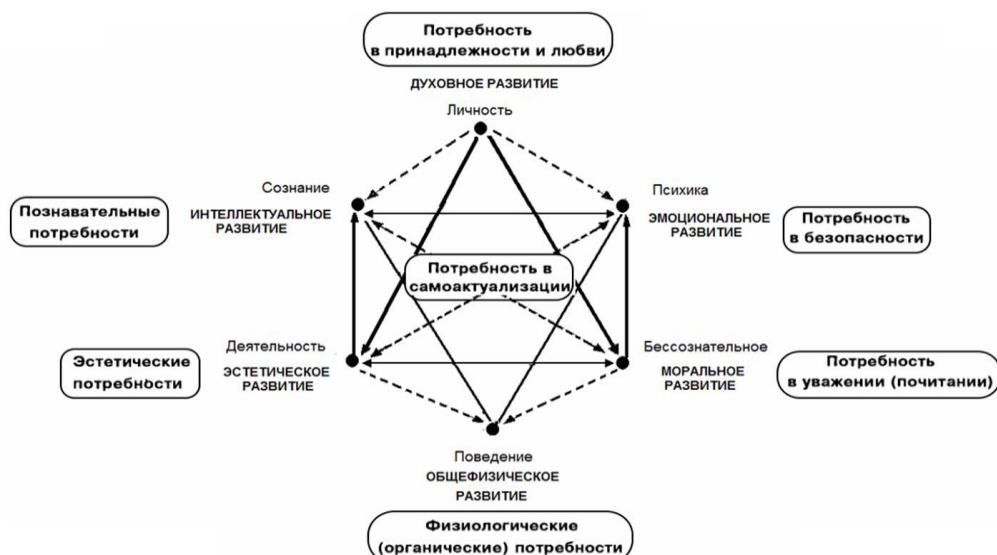 Потребность
в принадлежности и любви
ДУХОВНОЕ РАЗВИТИЕ
Личность
Сознание
ИНТЕЛЛЕКТУАЛЬНОЕ
РАЗВИТИЕ
Познавательные
потребности
Психика
ЭМОЦИОНАЛЬНОЕ
РАЗВИТИЕ
Потребность
в безопасности
Потребность в
самоактуализации
Деятельность
ЭСТЕТИЧЕСКОЕ
РАЗВИТИЕ
Эстетические
потребности
Бессознательное
МОРАЛЬНОЕ
РАЗВИТИЕ
Потребность
в уважении (почитании)
Поведение
ОБЩЕФИЗИЧЕСКОЕ
РАЗВИТИЕ
Физиологические
(органические) потребности